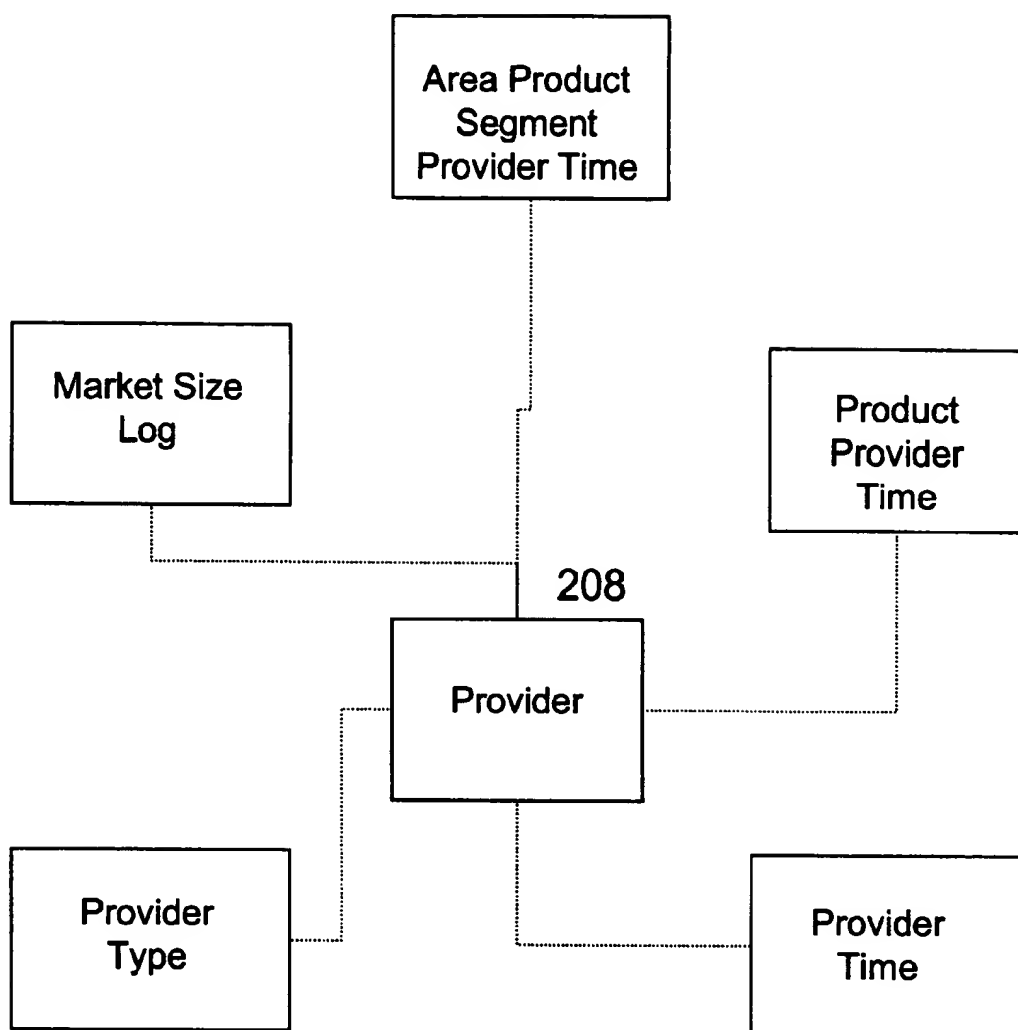 Area Product
Segment
Provider Time
Market Size
Log
Product
Provider
Time
208
Provider
Provider
Type
Provider
Time